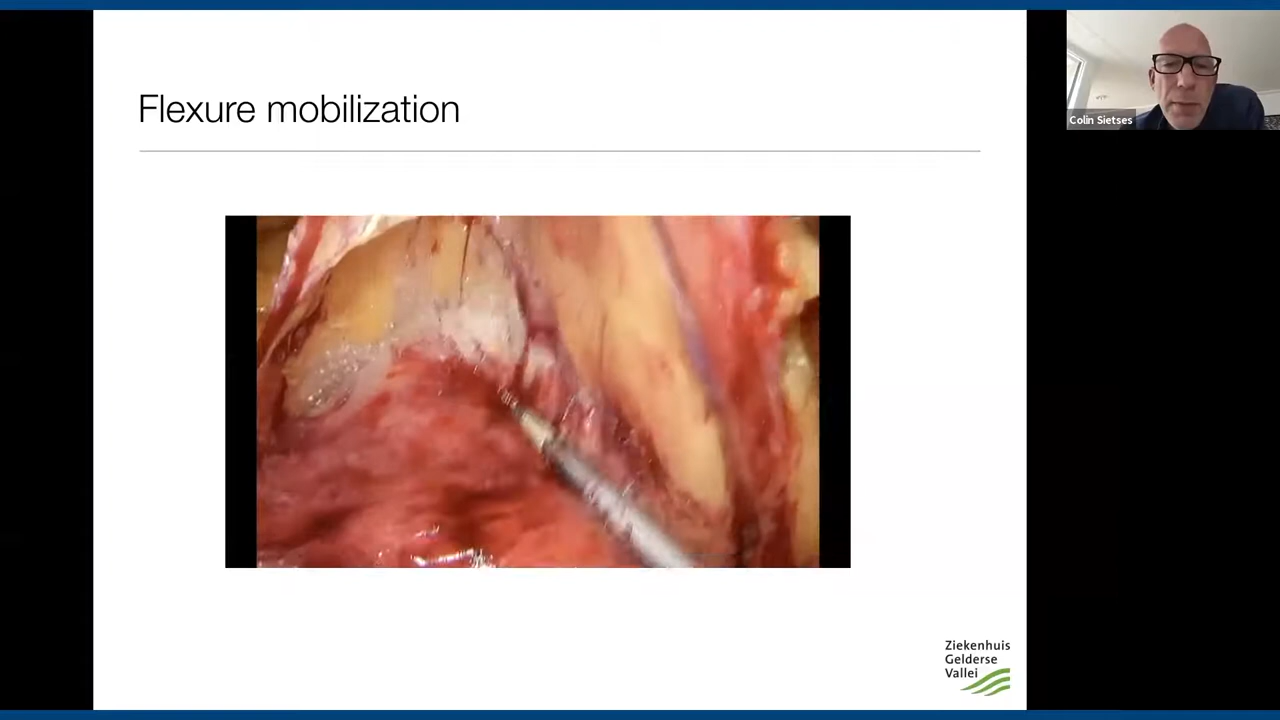 Flexure mobilization
Colin Sietses
Ziekenhuis
Gelderse
Vallei